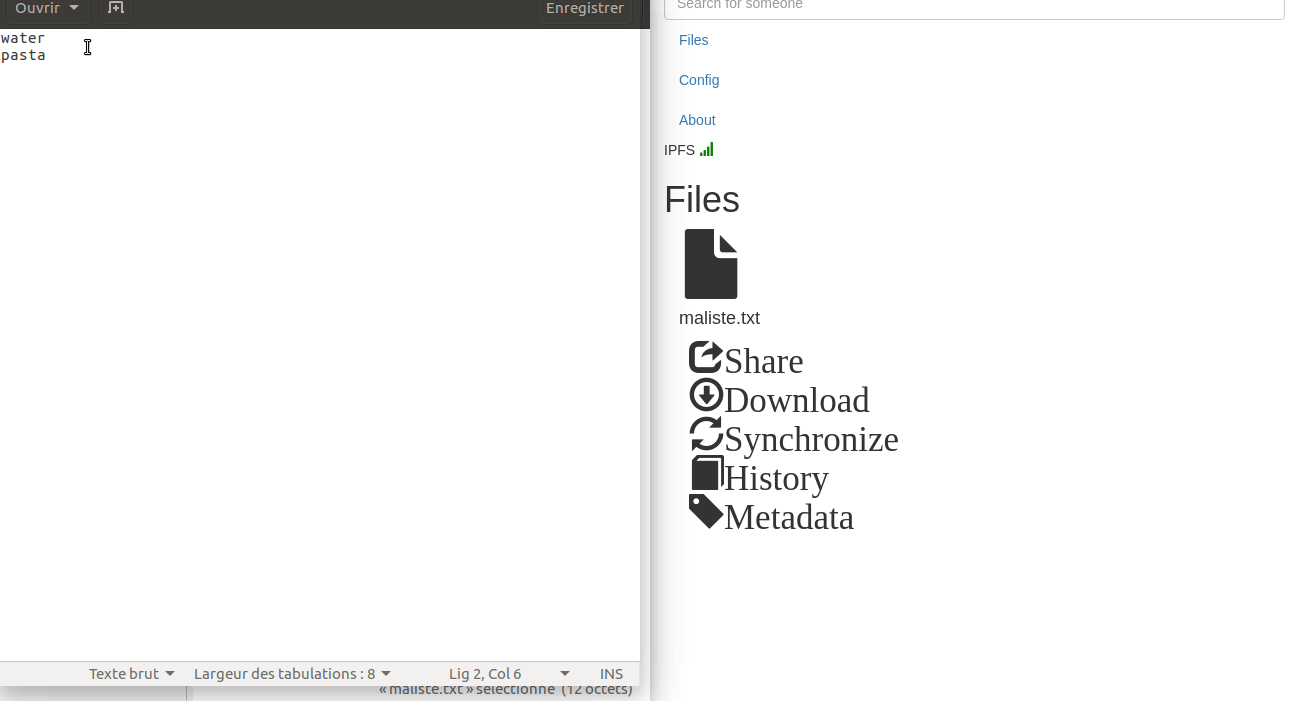 Ouvrir
Enregistrer
water
pasta
Texte brut
Largeur des tabulations : 8
Lig 2, Col 6
INS
« maliste.txt » sélectionné (12 octets)
Search for someone
Files
Config
About
IPFS
Files
maliste.txt
Share
Download
Synchronize
History
Metadata